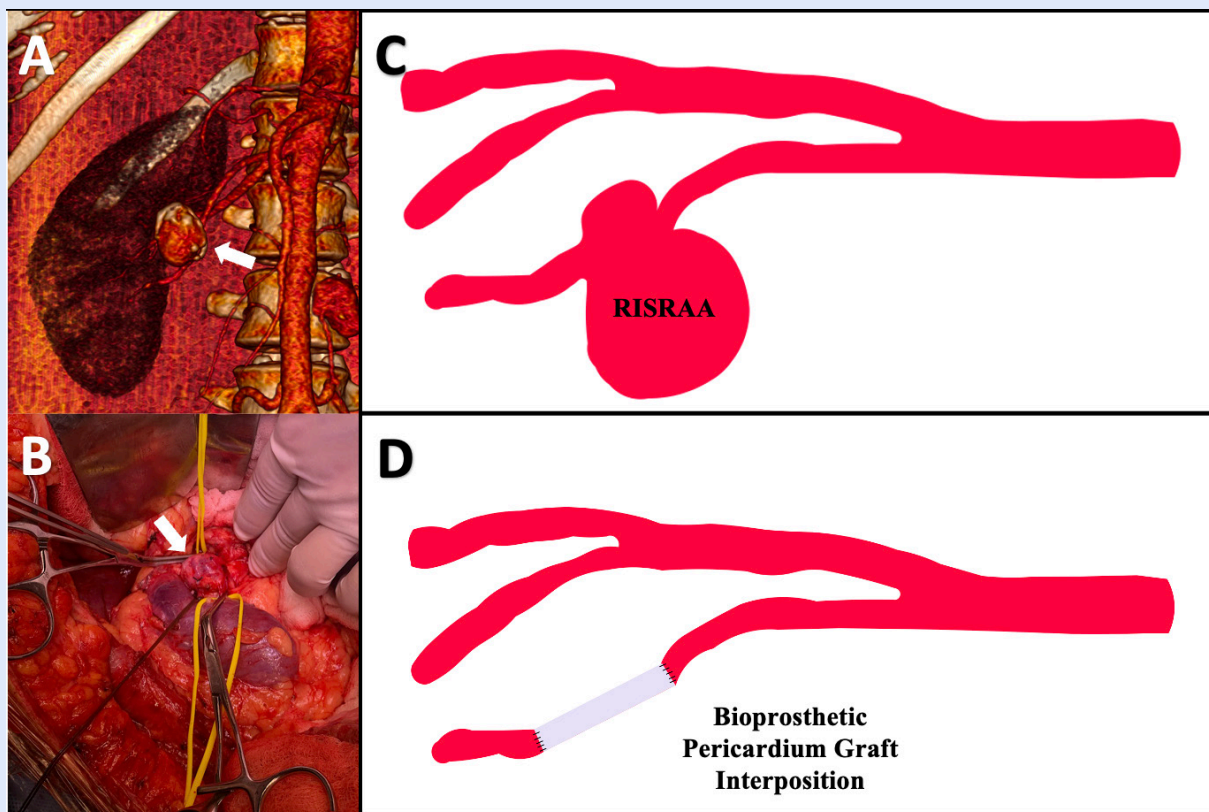 A
B
C
RISRAA
D
Bioprosthetic
Pericardium Graft
Interposition